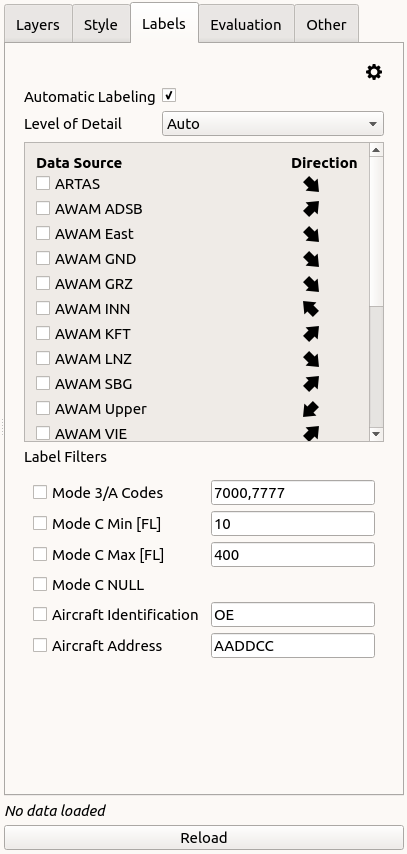 Layers Style Labels Evaluation Other
Automatic Labeling
Level of Detail Auto
Data Source Direction
ARTAS
AWAM ADSB
AWAM East
AWAM GND
AWAM GRZ
AWAM INN
AWAM KFT
AWAM LNZ
AWAM SBG
AWAM Upper
AWAM VIE
Label Filters
Mode 3/A Codes 7000,7777
Mode C Min [FL] 10
Mode C Max [FL] 400
Mode C NULL
Aircraft Identification OE
Aircraft Address AADDCC
No data loaded
Reload